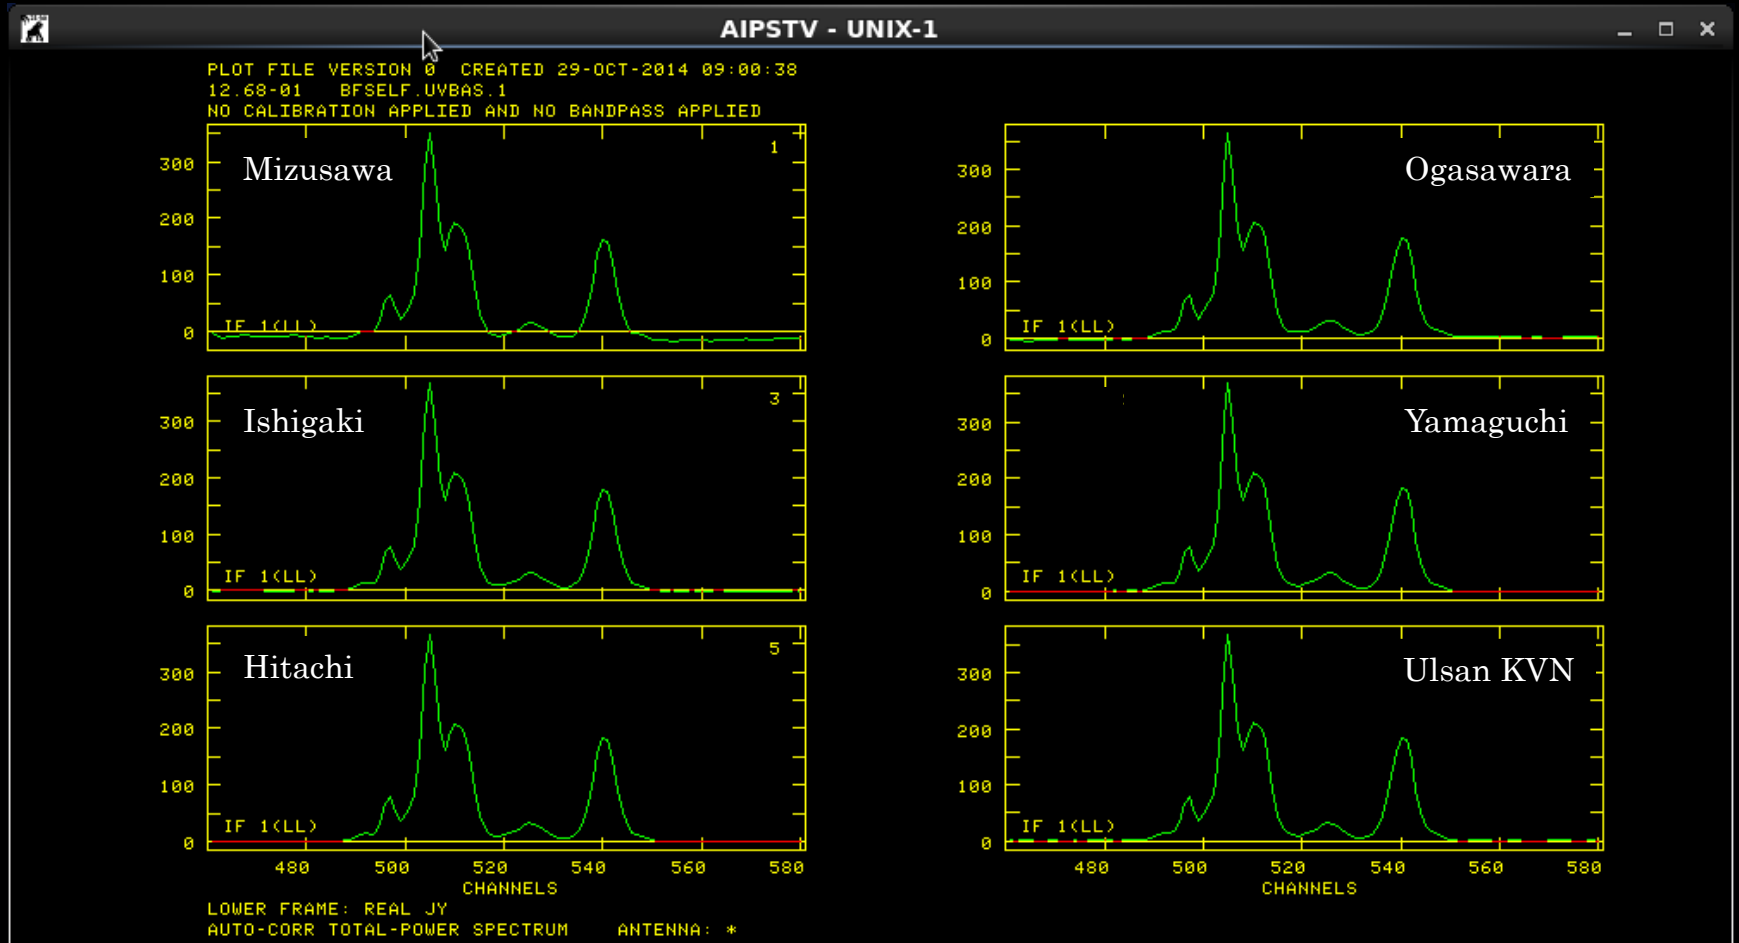 AIPSTV - UNIX-1
PLOT FILE VERSION 0 CREATED 29-OCT-2014 09:00:38
12.68-01 BFSELF.UVBAS.1
NO CALIBRATION APPLIED AND NO BANDPASS APPLIED
Mizusawa
1
300
200
100
0
IF 1(LL)
Ogasawara
300
200
100
0
IF 1(LL)
Ishigaki
3
300
200
100
0
IF 1(LL)
Yamaguchi
300
200
100
0
IF 1(LL)
Hitachi
5
300
200
100
0
IF 1(LL)
480 500 520 540 560 580
CHANNELS
Ulsan KVN
300
200
100
0
IF 1(LL)
480 500 520 540 560 580
CHANNELS
LOWER FRAME: REAL JY
AUTO-CORR TOTAL-POWER SPECTRUM ANTENNA: *